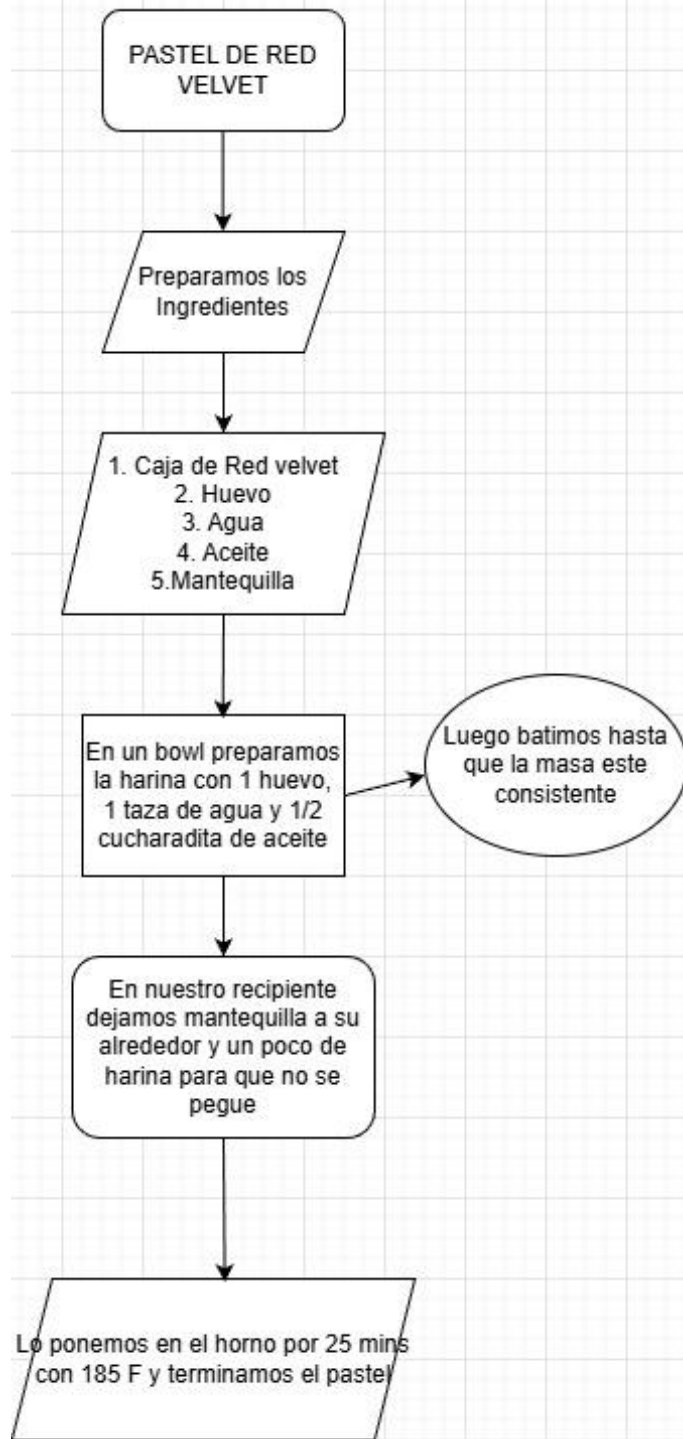 PASTEL DE RED
VELVET
Preparamos los
Ingredientes
1. Caja de Red velvet
2. Huevo
3. Agua
4. Aceite
5.Mantequilla
En un bowl preparamos
la harina con 1 huevo,
1 taza de agua y 1/2
cucharadita de aceite
Luego batimos hasta
que la masa este
consistente
En nuestro recipiente
dejamos mantequilla a su
alrededor y un poco de
harina para que no se
pegue
Lo ponemos en el horno por 25 mins
con 185 F y terminamos el pastel